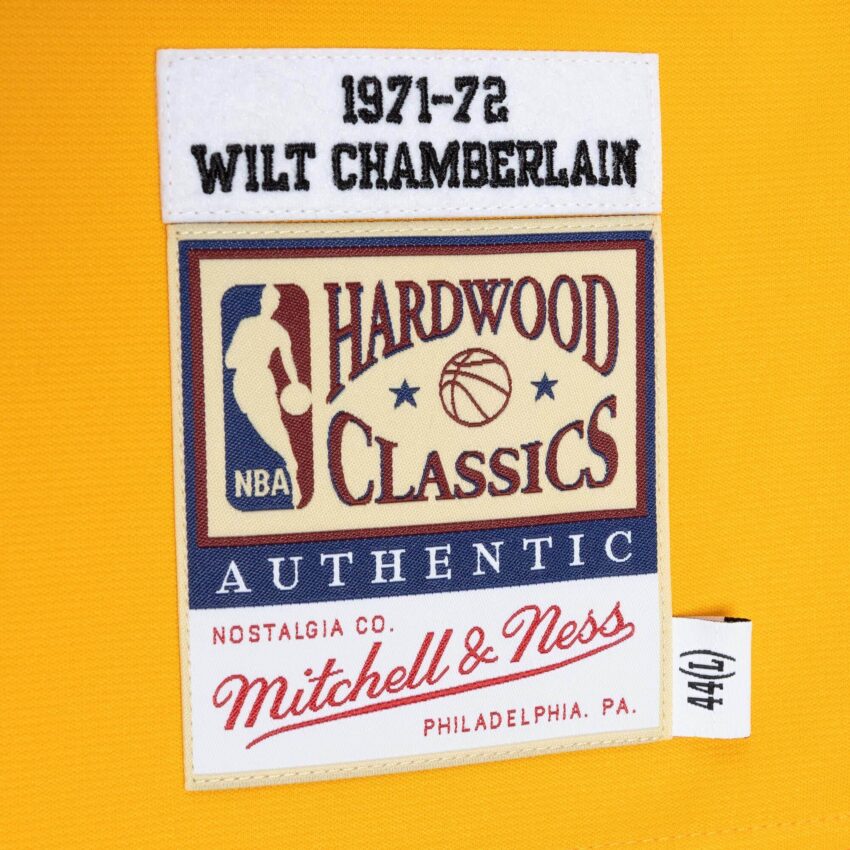 1971-72
WILT CHAMBERLAIN
HARDWOOD
CLASSICS
NBA
AUTHENTIC
NOSTALGIA CO.
Mitchell & Ness
PHILADELPHIA. PA.
44(L)